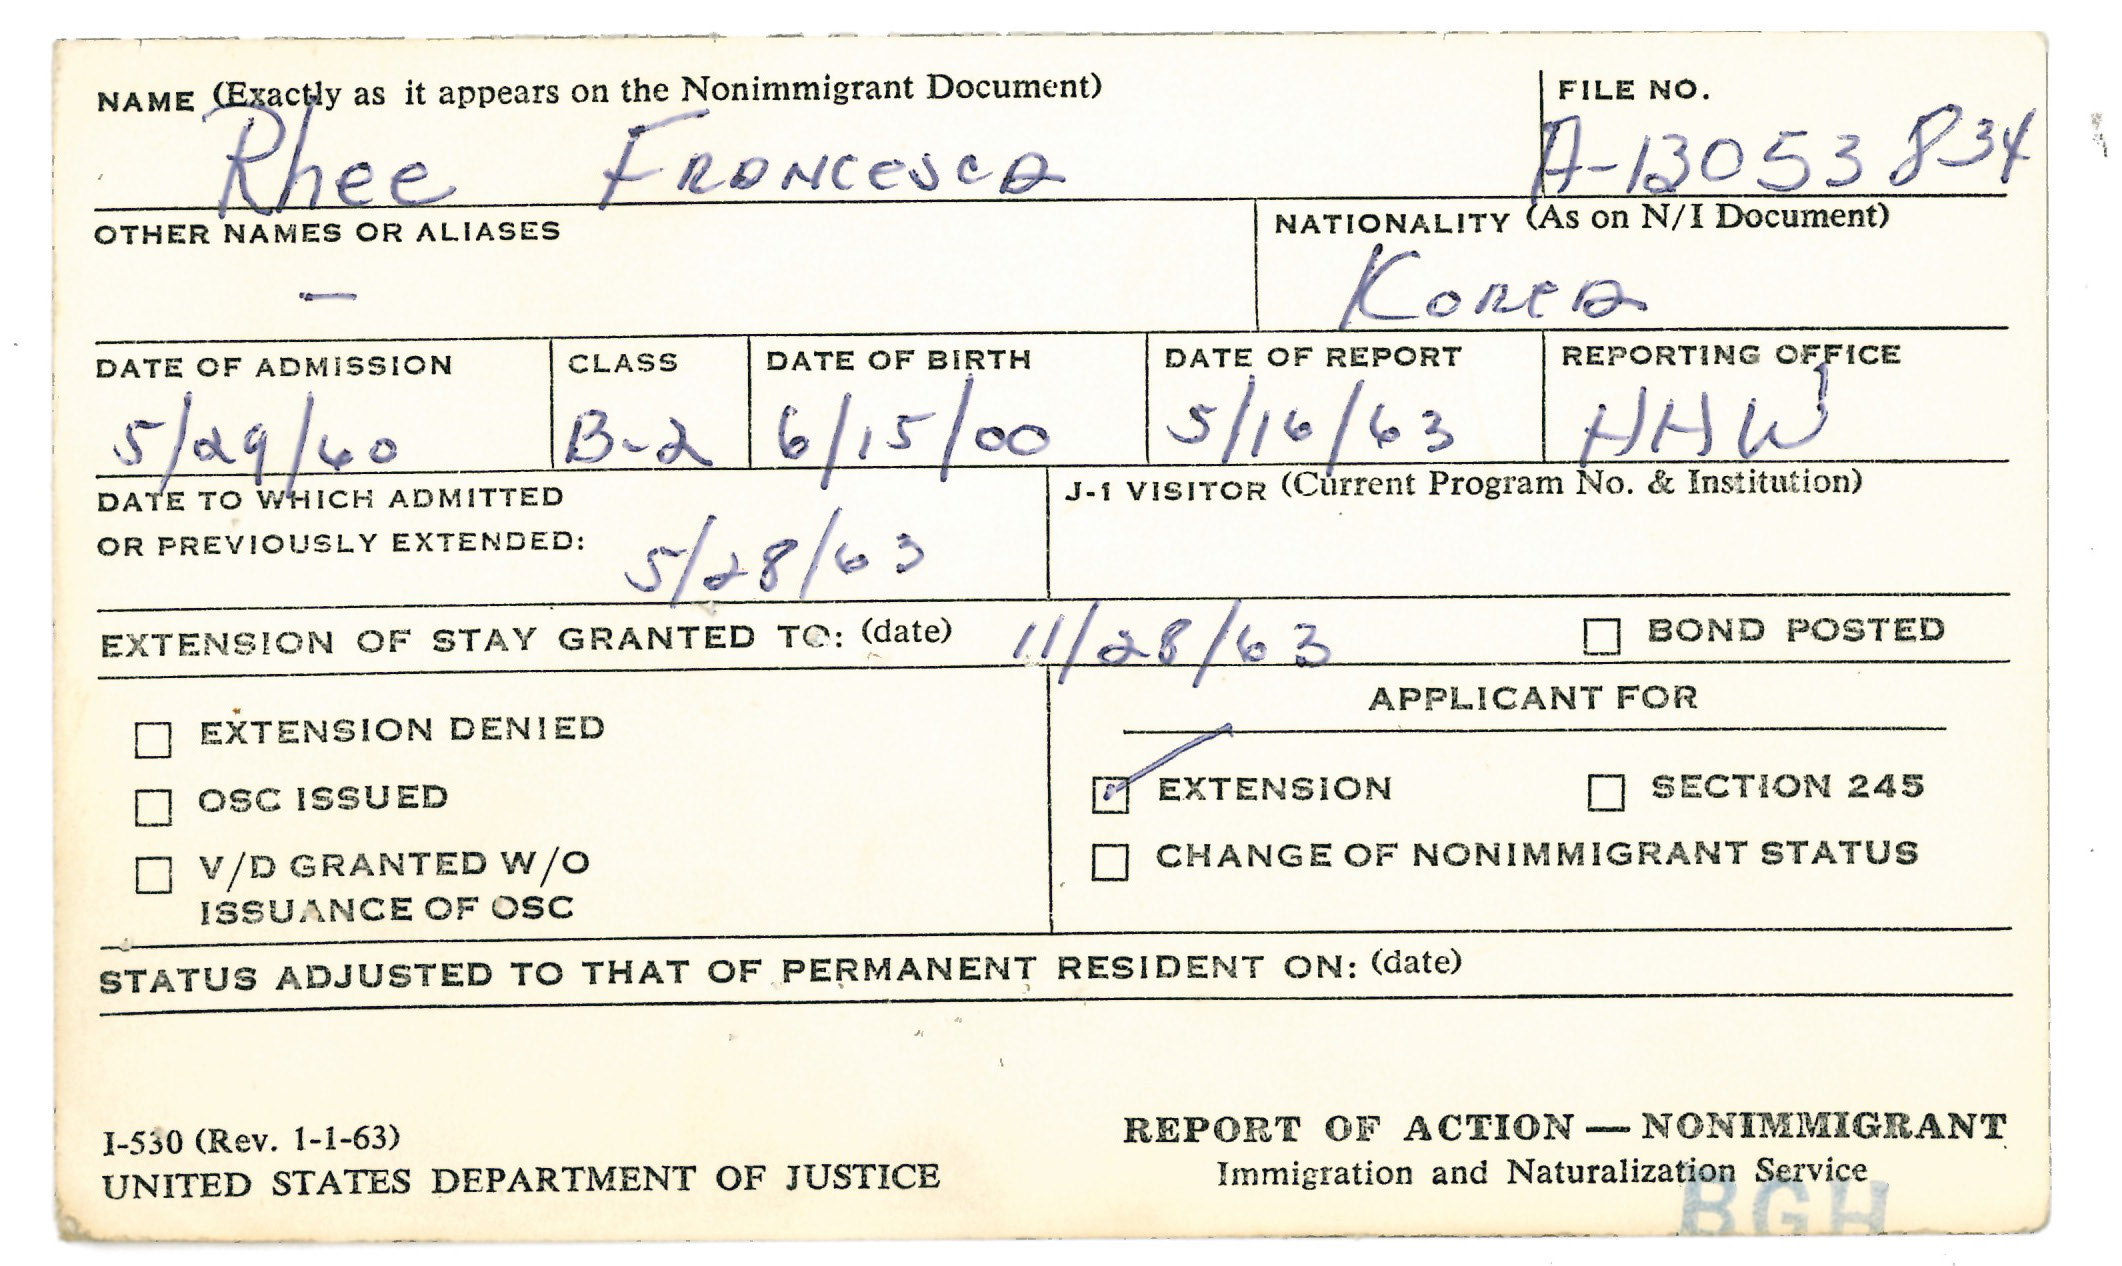 NAME (Exactly as it appears on the Nonimmigrant Document)
Rhee Francesca
FILE NO.
A-13053834
OTHER NAMES OR ALIASES
—
NATIONALITY (As on N/I Document)
Korea
DATE OF ADMISSION
5/29/60
CLASS
B-2
DATE OF BIRTH
6/15/00
DATE OF REPORT
5/16/63
REPORTING OFFICE
HHW
DATE TO WHICH ADMITTED
OR PREVIOUSLY EXTENDED: 5/28/63
J-1 VISITOR (Current Program No. & Institution)
EXTENSION OF STAY GRANTED TO: (date) 11/28/63
BOND POSTED
EXTENSION DENIED
OSC ISSUED
V/D GRANTED W/O
ISSUANCE OF OSC
APPLICANT FOR
EXTENSION
SECTION 245
CHANGE OF NONIMMIGRANT STATUS
STATUS ADJUSTED TO THAT OF PERMANENT RESIDENT ON: (date)
I-530 (Rev. 1-1-63)
UNITED STATES DEPARTMENT OF JUSTICE
REPORT OF ACTION — NONIMMIGRANT
Immigration and Naturalization Service
BGH